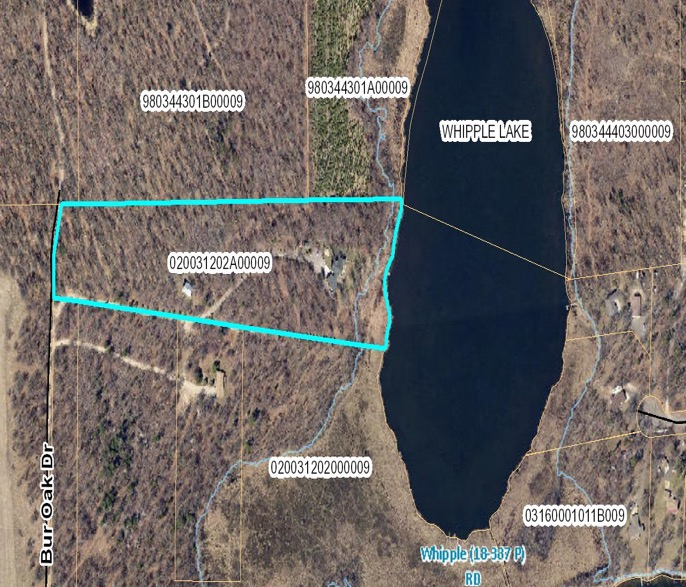 980344301A00009
980344301B00009
WHIPPLE LAKE
980344403000009
020031202A00009
Bur Oak Dr
020031202000009
03160001011B009
Whipple (18-387 P)
RD